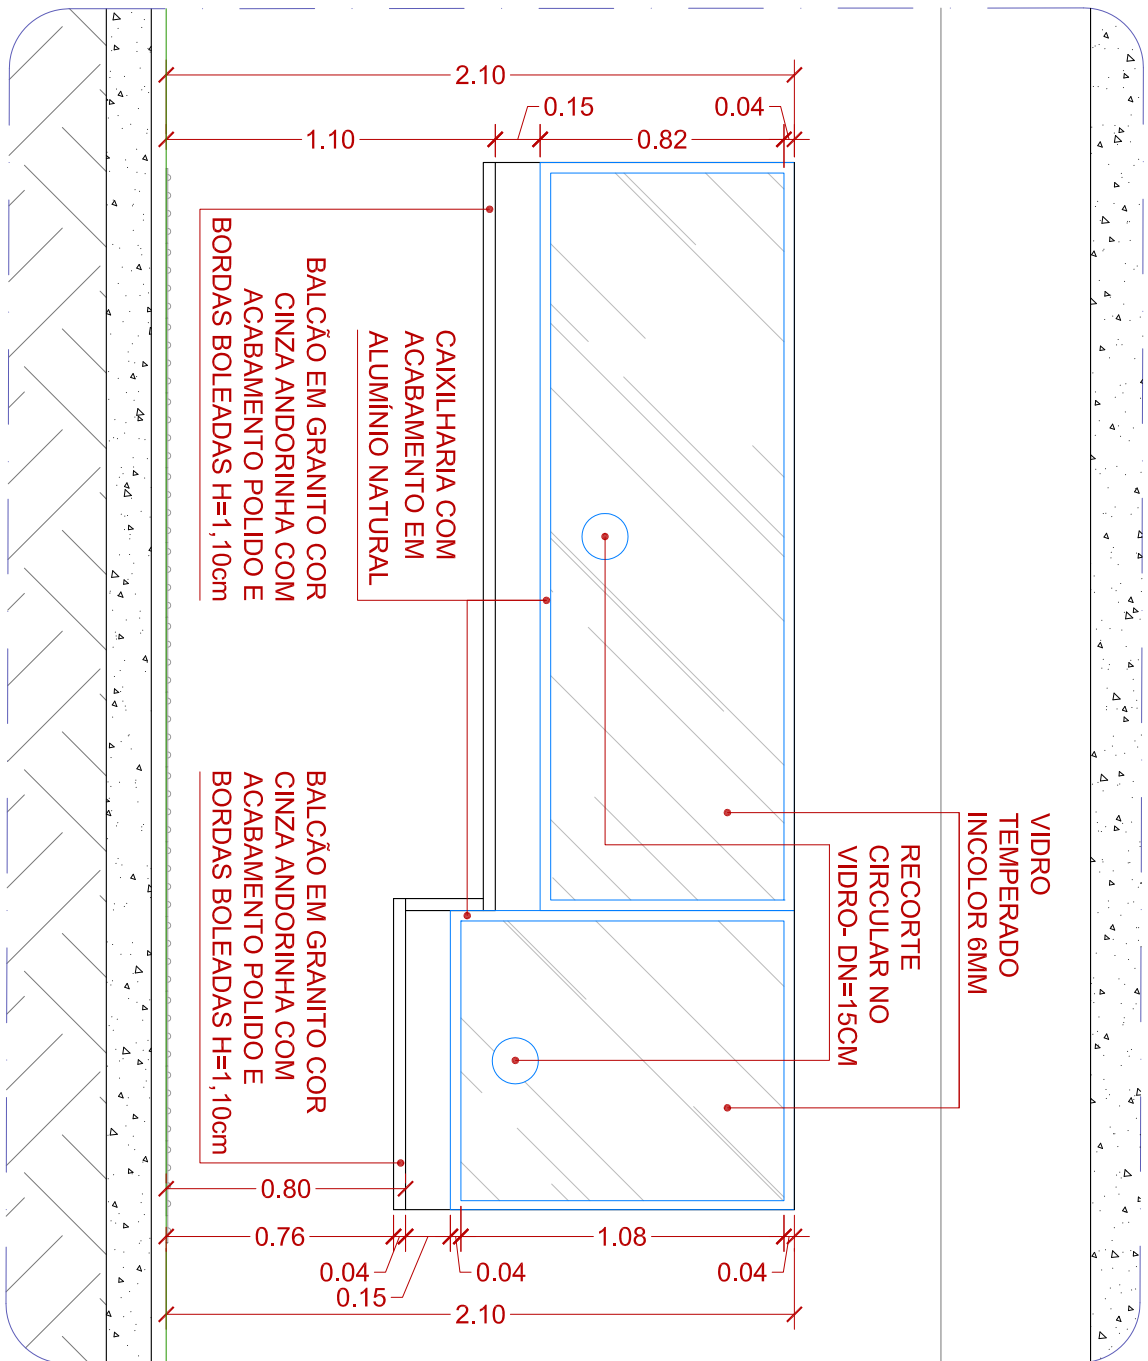 2.10
0.15
0.04
1.10
0.82
BALCÃO EM GRANITO COR
CINZA ANDORINHA COM
ACABAMENTO POLIDO E
BORDAS BOLEADAS H=1,10cm
CAIXILHARIA COM
ACABAMENTO EM
ALUMÍNIO NATURAL
VIDRO
TEMPERADO
INCOLOR 6MM
RECORTE
CIRCULAR NO
VIDRO- DN=15CM
BALCÃO EM GRANITO COR
CINZA ANDORINHA COM
ACABAMENTO POLIDO E
BORDAS BOLEADAS H=1,10cm
0.80
0.76
1.08
0.04
0.04
0.04
0.15
2.10